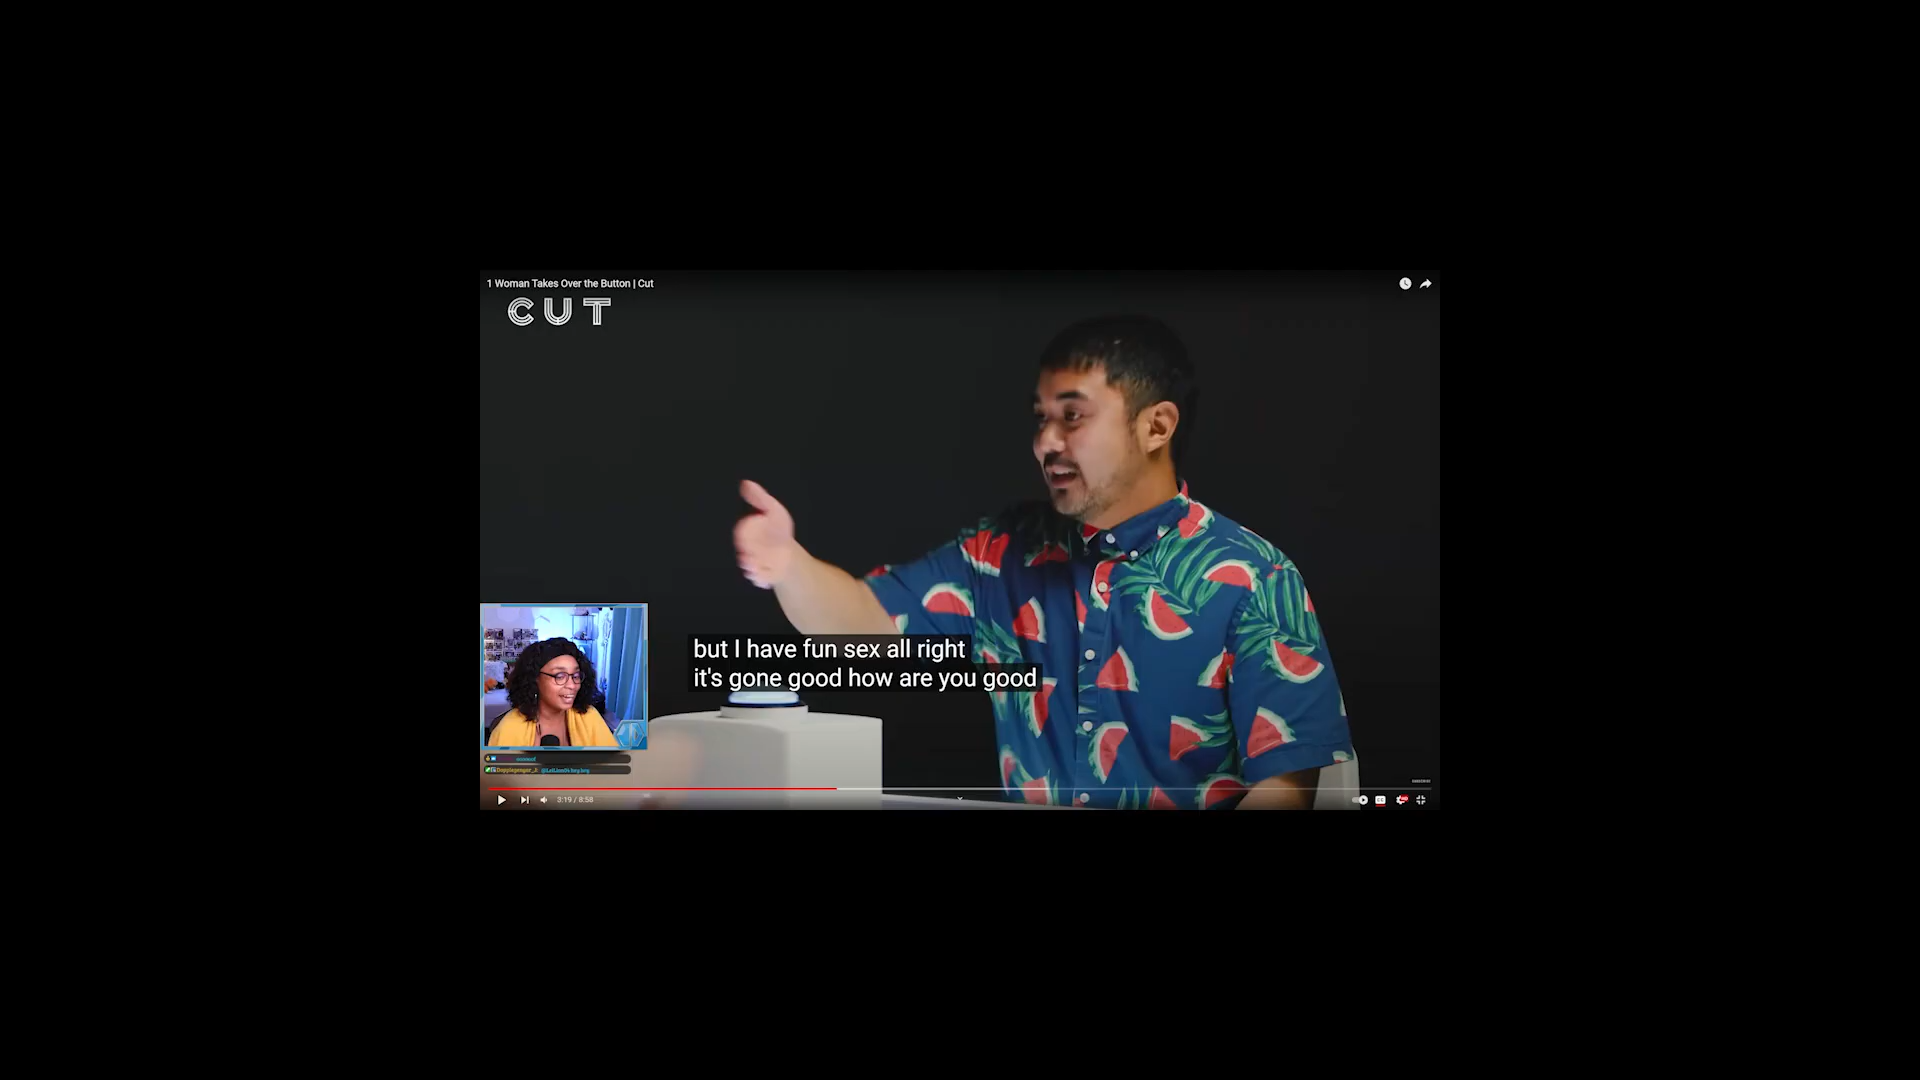 1 Woman Takes Over the Button | Cut
CUT
but I have fun sex all right
it's gone good how are you good
3:19 / 8:58